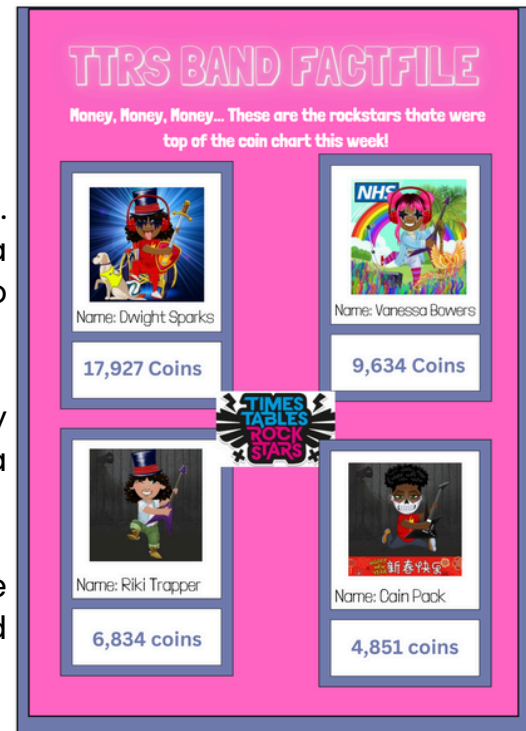 TTRS BAND FACTFILE
Money, Money, Money... These are the rockstars thate were
top of the coin chart this week!
.
a
o
y
a
e
d
NHS
Name: Dwight Sparks
17,927 Coins
Name: Vanessa Bowers
9,634 Coins
TIMES
TABLES
ROCK
STARS
Name: Riki Trapper
6,834 coins
新春快乐
Name: Cain Pack
4,851 coins